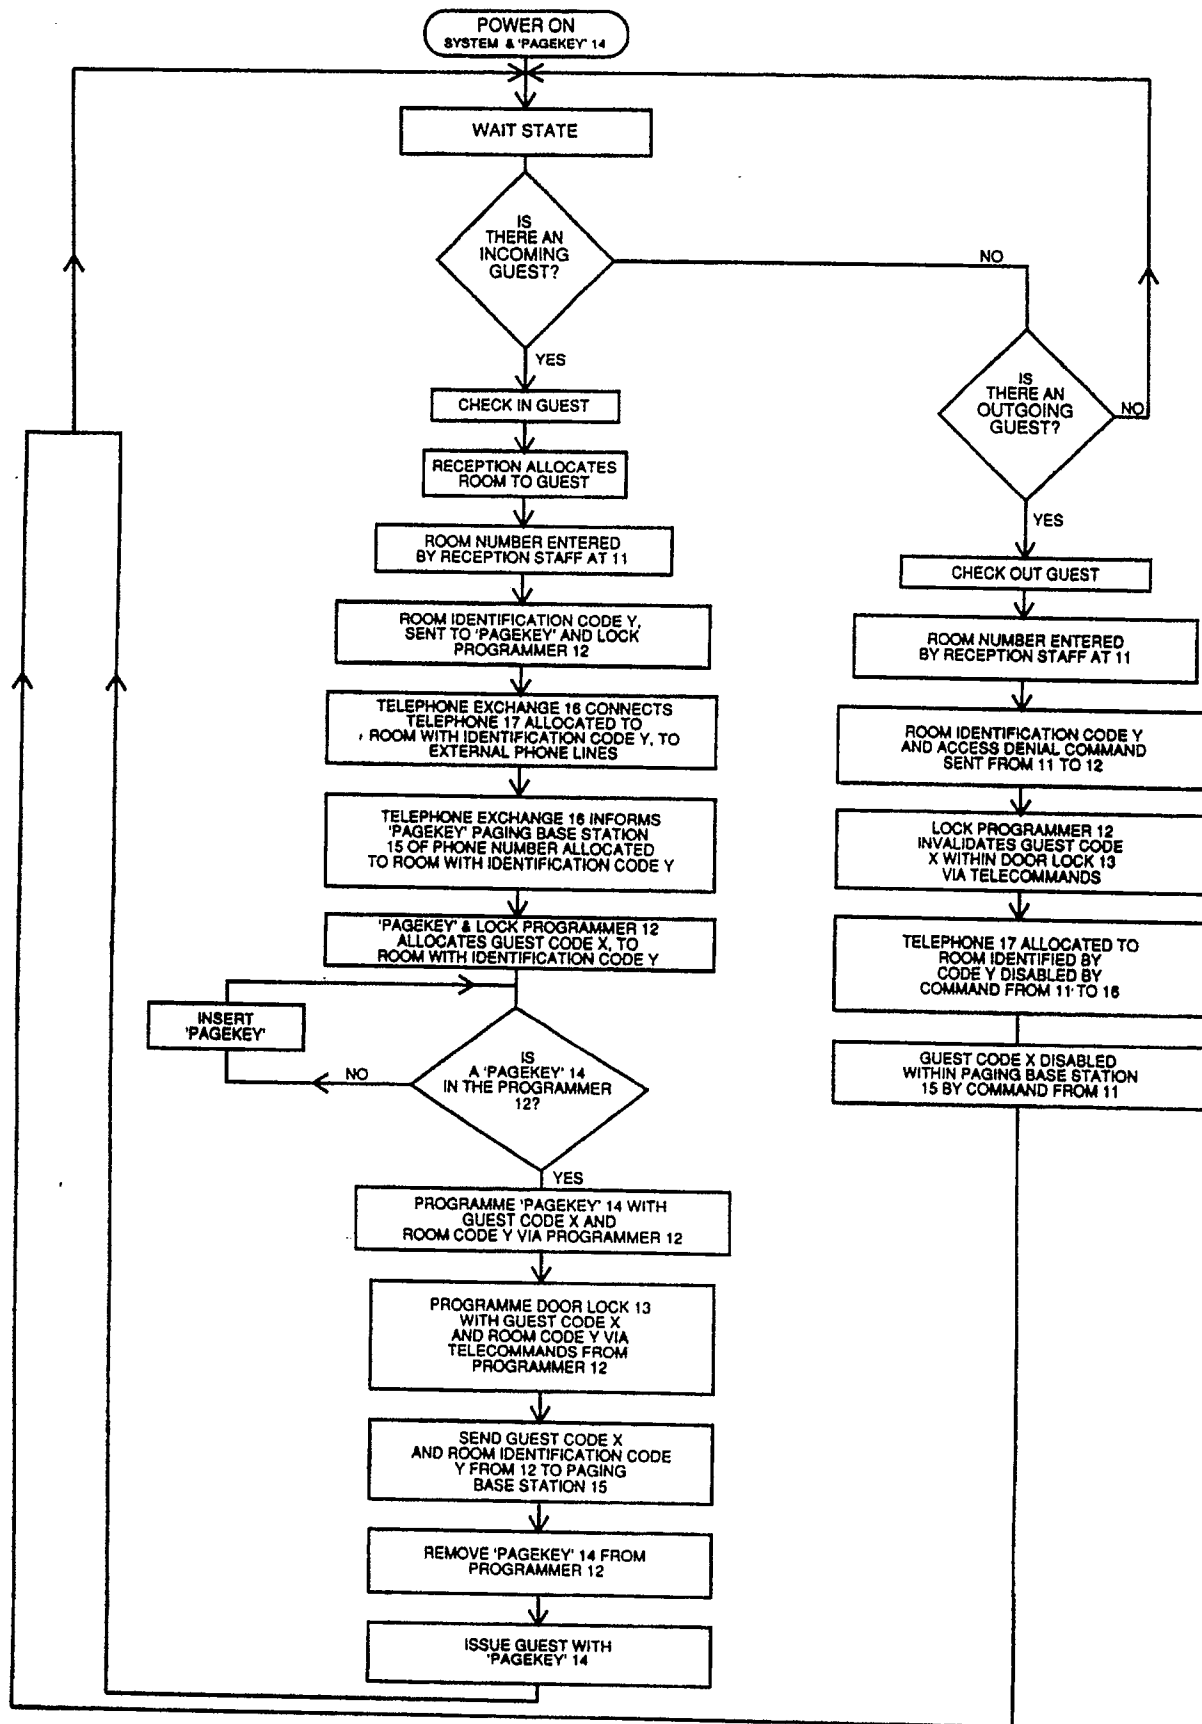 POWER ON
SYSTEM & 'PAGEKEY' 14
WAIT STATE
IS
THERE AN
INCOMING
GUEST?
NO
YES
CHECK IN GUEST
RECEPTION ALLOCATES
ROOM TO GUEST
ROOM NUMBER ENTERED
BY RECEPTION STAFF AT 11
ROOM IDENTIFICATION CODE Y,
SENT TO 'PAGEKEY' AND LOCK
PROGRAMMER 12
TELEPHONE EXCHANGE 16 CONNECTS
TELEPHONE 17 ALLOCATED TO
ROOM WITH IDENTIFICATION CODE Y, TO
EXTERNAL PHONE LINES
TELEPHONE EXCHANGE 16 INFORMS
'PAGEKEY' PAGING BASE STATION
15 OF PHONE NUMBER ALLOCATED
TO ROOM WITH IDENTIFICATION CODE Y
'PAGEKEY' & LOCK PROGRAMMER 12
ALLOCATES GUEST CODE X, TO
ROOM WITH IDENTIFICATION CODE Y
INSERT
'PAGEKEY'
NO
IS
A 'PAGEKEY' 14
IN THE PROGRAMMER
12?
YES
PROGRAMME 'PAGEKEY' 14 WITH
GUEST CODE X AND
ROOM CODE Y VIA PROGRAMMER 12
PROGRAMME DOOR LOCK 13
WITH GUEST CODE X
AND ROOM CODE Y VIA
TELECOMMANDS FROM
PROGRAMMER 12
SEND GUEST CODE X
AND ROOM IDENTIFICATION CODE
Y FROM 12 TO PAGING
BASE STATION 15
REMOVE 'PAGEKEY' 14 FROM
PROGRAMMER 12
ISSUE GUEST WITH
'PAGEKEY' 14
IS
THERE AN
OUTGOING
GUEST?
NO
YES
CHECK OUT GUEST
ROOM NUMBER ENTERED
BY RECEPTION STAFF AT 11
ROOM IDENTIFICATION CODE Y
AND ACCESS DENIAL COMMAND
SENT FROM 11 TO 12
LOCK PROGRAMMER 12
INVALIDATES GUEST CODE
X WITHIN DOOR LOCK 13
VIA TELECOMMANDS
TELEPHONE 17 ALLOCATED TO
ROOM IDENTIFIED BY
CODE Y DISABLED BY
COMMAND FROM 11 TO 16
GUEST CODE X DISABLED
WITHIN PAGING BASE STATION
15 BY COMMAND FROM 11